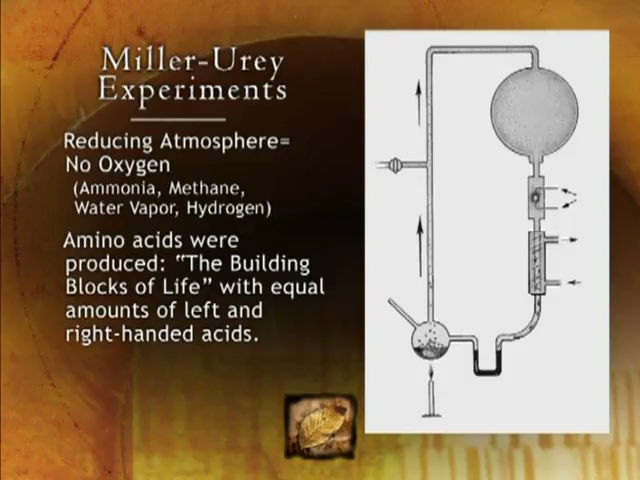 Miller-Urey
Experiments
Reducing Atmosphere=
No Oxygen
(Ammonia, Methane,
Water Vapor, Hydrogen)
Amino acids were
produced: “The Building
Blocks of Life” with equal
amounts of left and
right-handed acids.